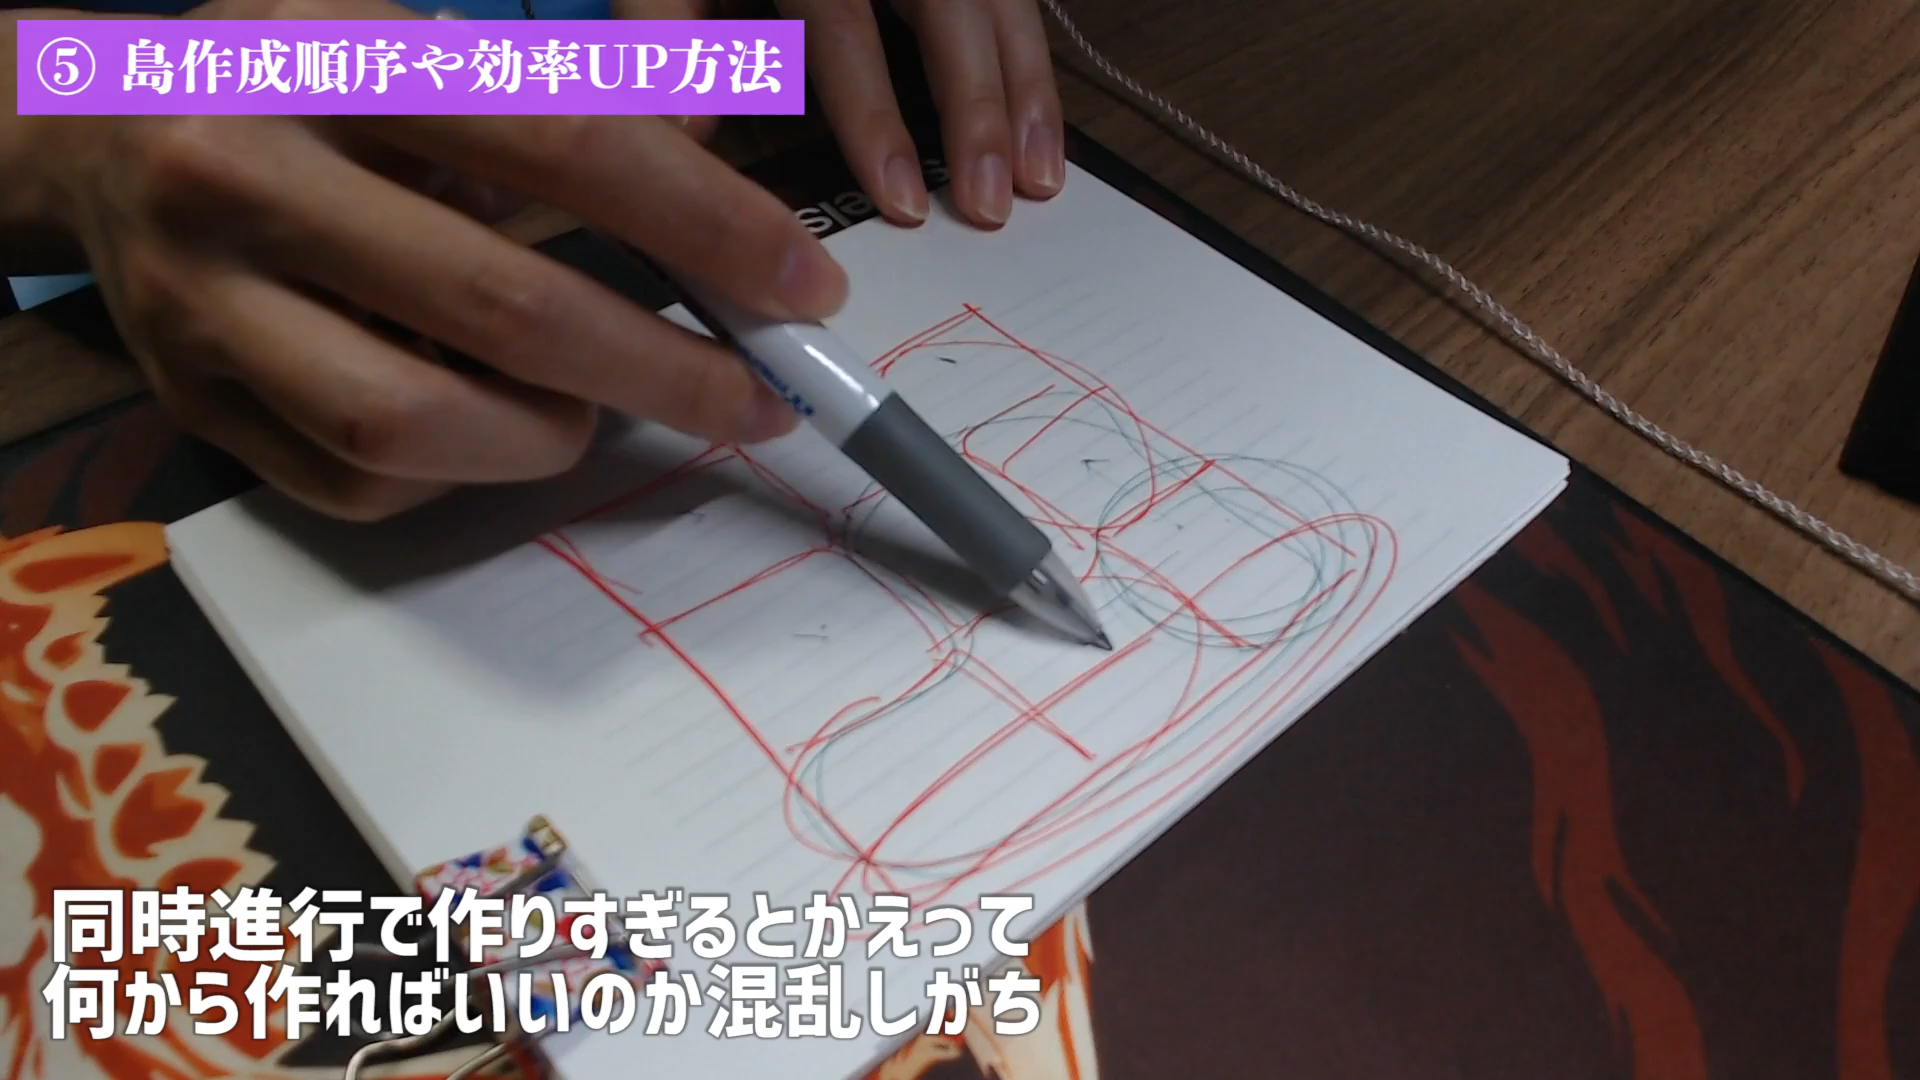 ⑤ 島作成順序や効率UP方法
els
同時進行で作りすぎるとかえって
何から作ればいいのか混乱しがち